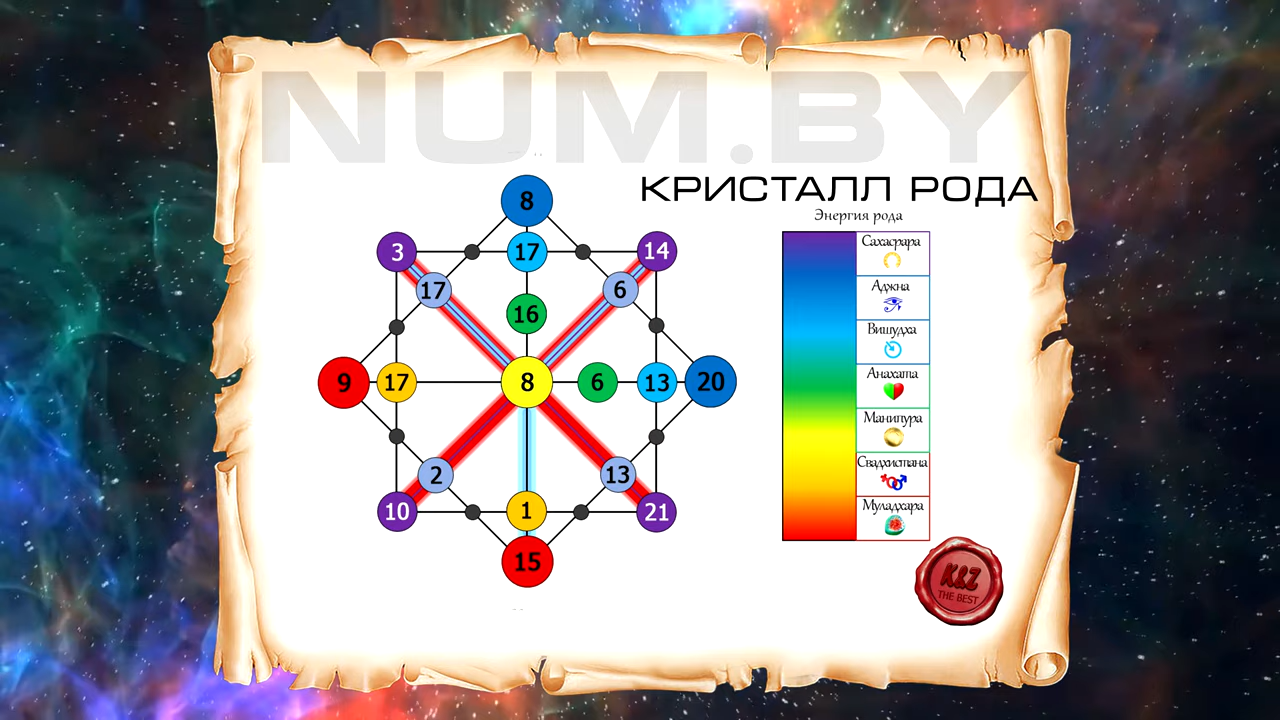 NUM.BY
КРИСТАЛЛ РОДА
Энергия рода
8
3
17
14
17
6
16
9
17
8
6
13
20
2
13
10
1
21
15
Сахасрара
Аджна
Вишудха
Анахата
Манипура
Свадхистана
Муладхара
K&Z
THE BEST